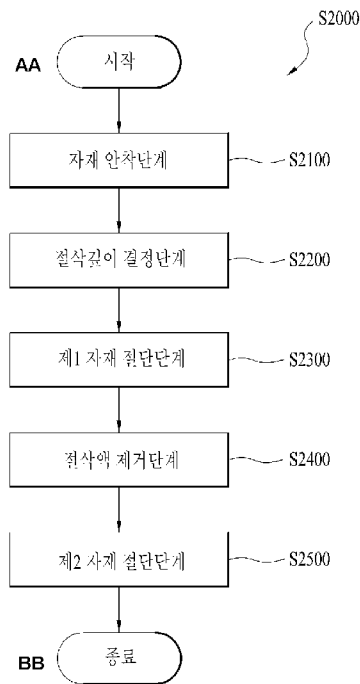 S2000
AA 시작
자재 안착단계 S2100
절삭깊이 결정단계 S2200
제1 자재 절단단계 S2300
절삭액 제거단계 S2400
제2 자재 절단단계 S2500
BB 종료